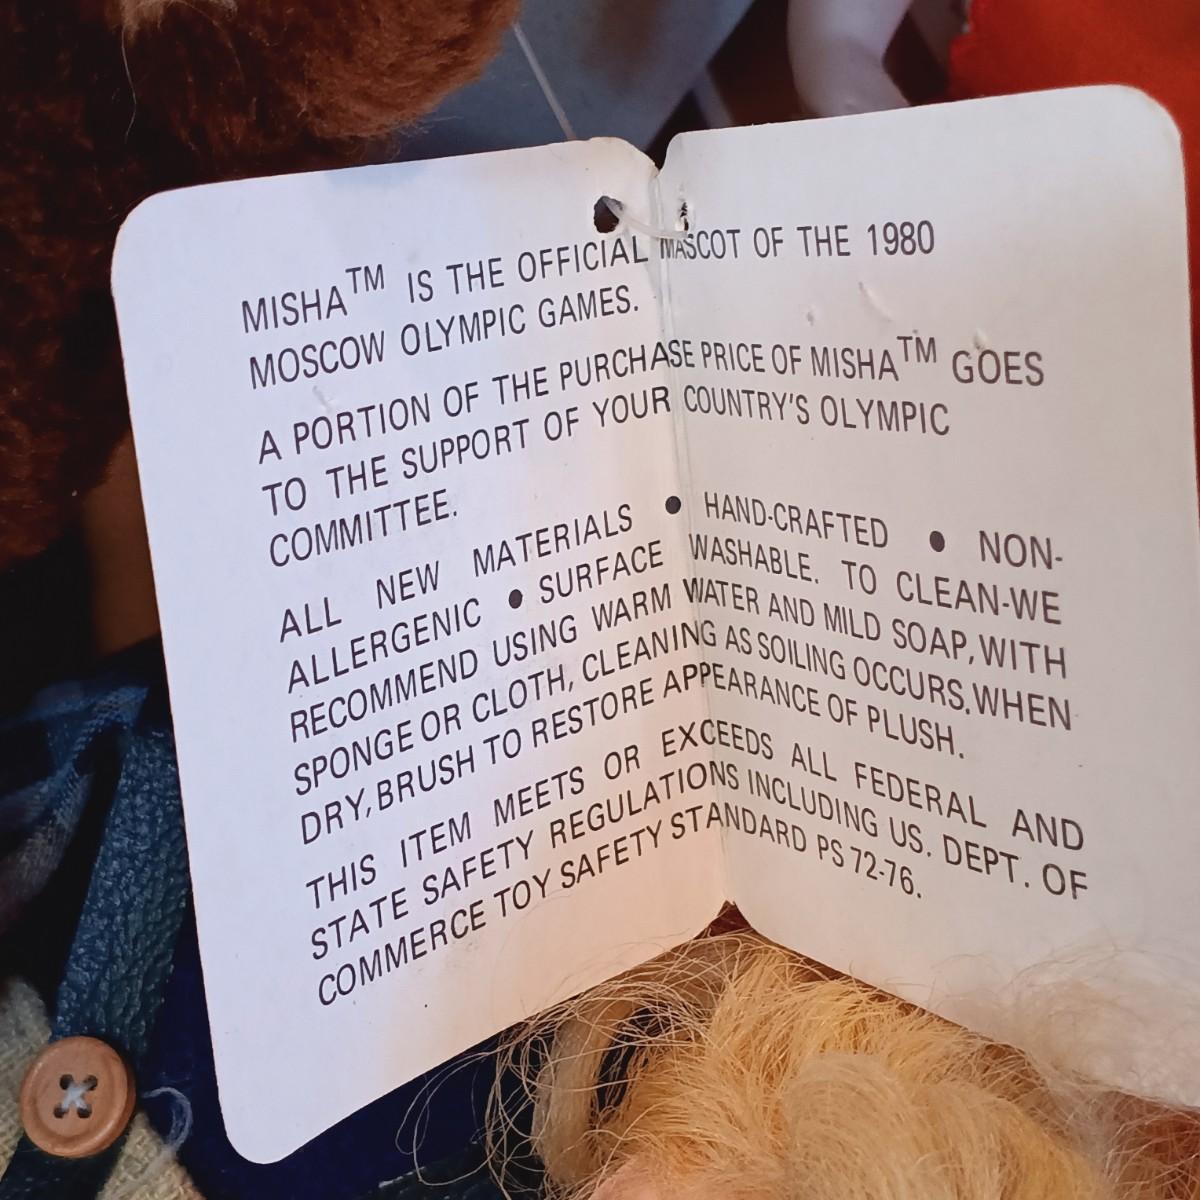 MISHA™ IS THE OFFICIAL MASCOT OF THE 1980
MOSCOW OLYMPIC GAMES.
A PORTION OF THE PURCHASE PRICE OF MISHA™ GOES
TO THE SUPPORT OF YOUR COUNTRY'S OLYMPIC
COMMITTEE.
ALL NEW MATERIALS ● HAND-CRAFTED ● NON-
ALLERGENIC ● SURFACE WASHABLE. TO CLEAN-WE
RECOMMEND USING WARM WATER AND MILD SOAP, WITH
SPONGE OR CLOTH, CLEANING AS SOILING OCCURS, WHEN
DRY, BRUSH TO RESTORE APPEARANCE OF PLUSH.
THIS ITEM MEETS OR EXCEEDS ALL FEDERAL AND
STATE SAFETY REGULATIONS INCLUDING US. DEPT. OF
COMMERCE TOY SAFETY STANDARD PS 72-76.